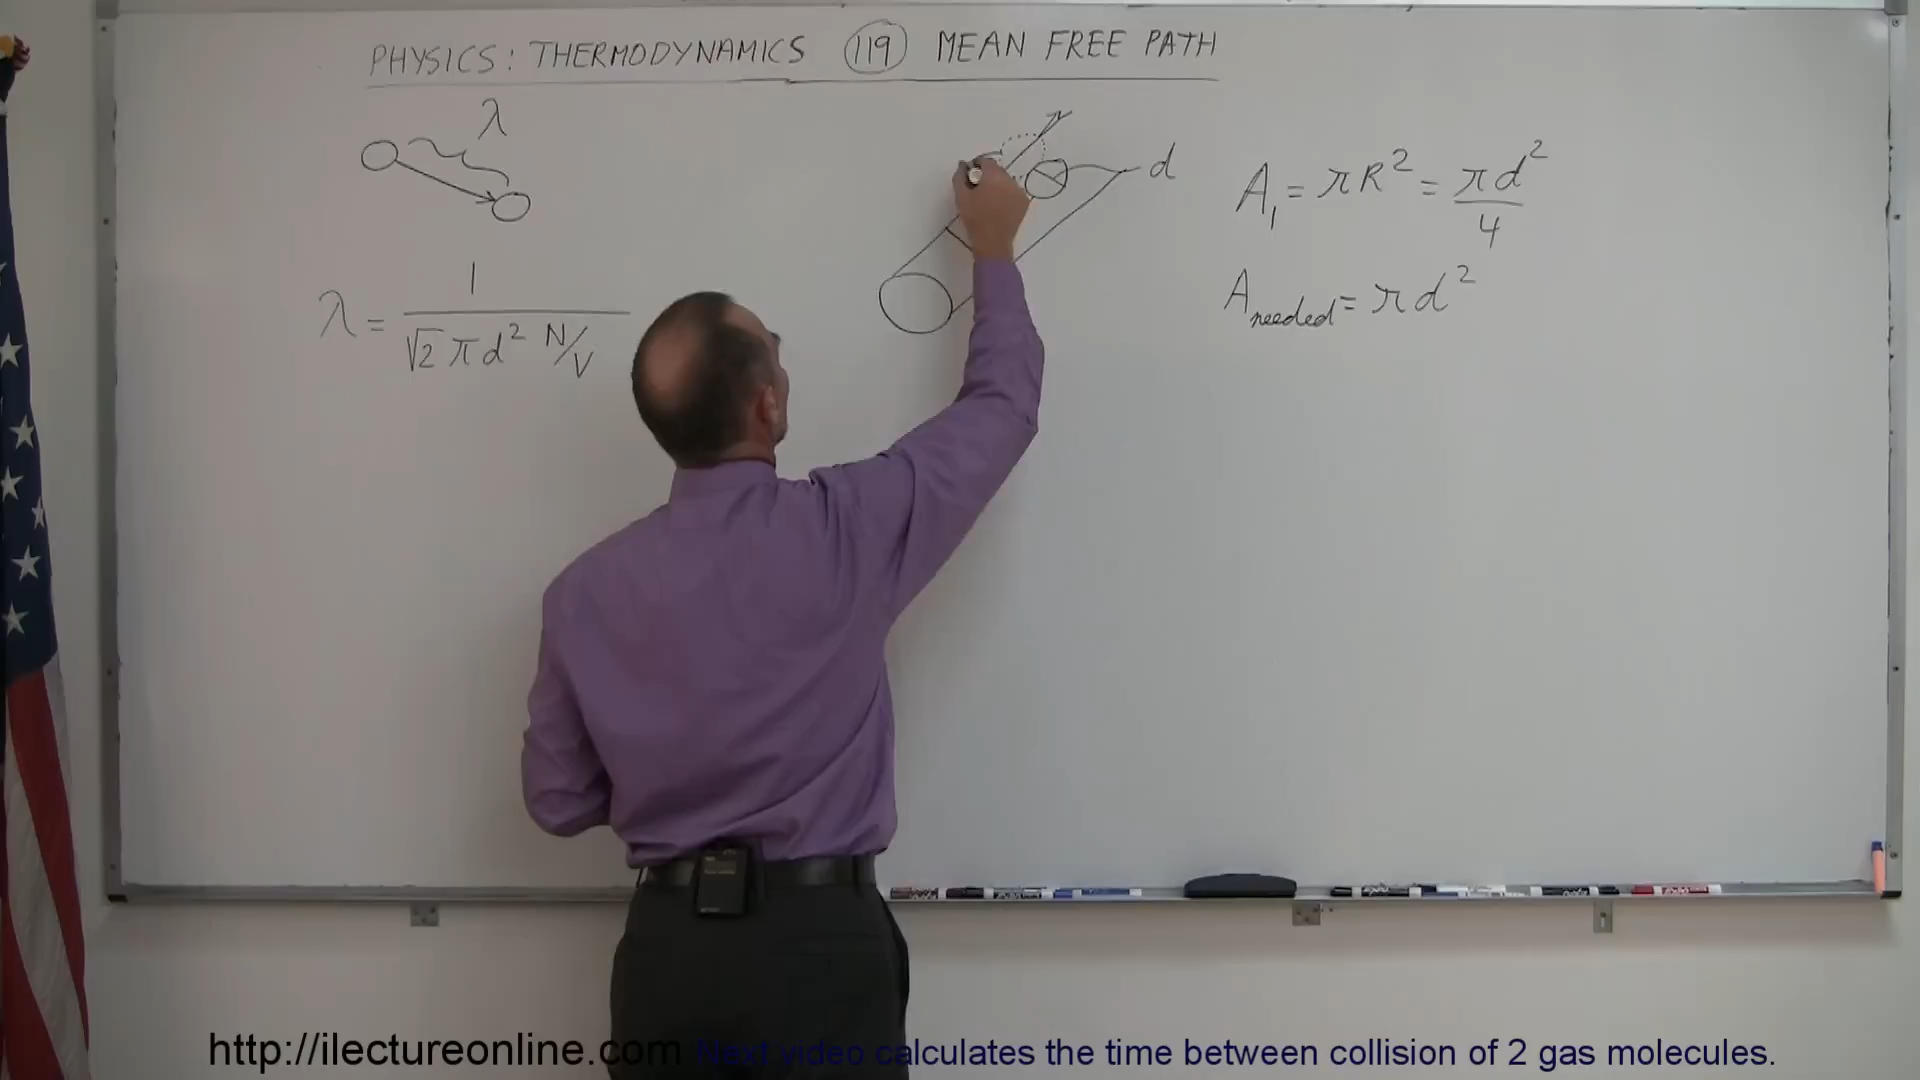 PHYSICS: THERMODYNAMICS 119 MEAN FREE PATH
λ
λ = 1 / √2 π d² N/V
d
A₁ = πR² = πd²/4
A needed = πd²
http://ilectureonline.com Next video calculates the time between collision of 2 gas molecules.